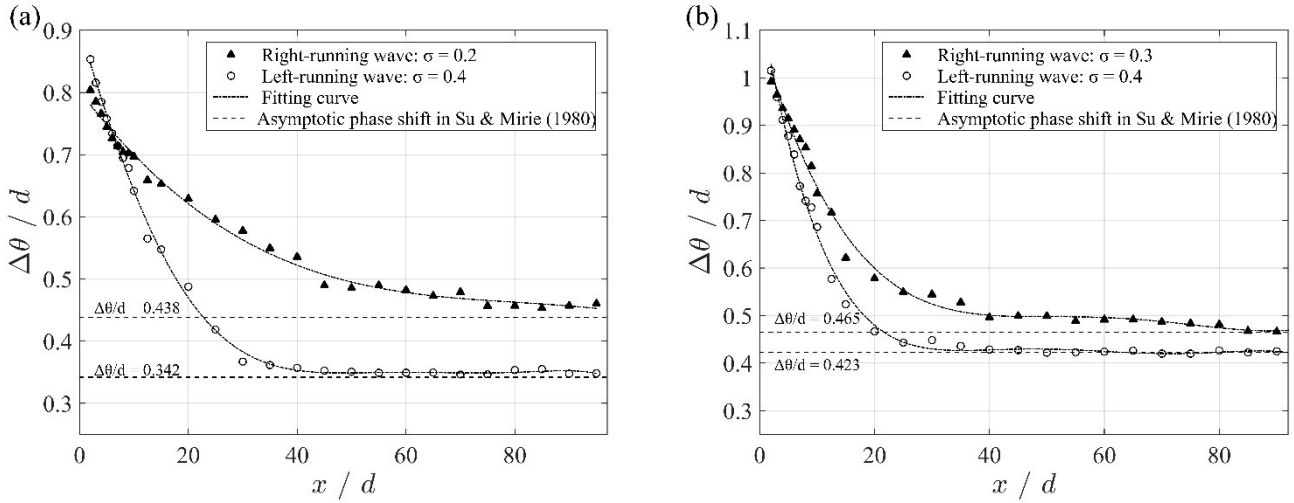 (a)
0.9
0.8
0.7
0.6
0.5
0.4
0.3
Δθ / d
Right-running wave: σ = 0.2
Left-running wave: σ = 0.4
Fitting curve
Asymptotic phase shift in Su & Mirie (1980)
Δθ/d = 0.438
Δθ/d = 0.342
0 20 40 60 80
x / d
(b)
1.1
1
0.9
0.8
0.7
0.6
0.5
0.4
0.3
Δθ / d
Right-running wave: σ = 0.3
Left-running wave: σ = 0.4
Fitting curve
Asymptotic phase shift in Su & Mirie (1980)
Δθ/d = 0.465
Δθ/d = 0.423
0 20 40 60 80
x / d